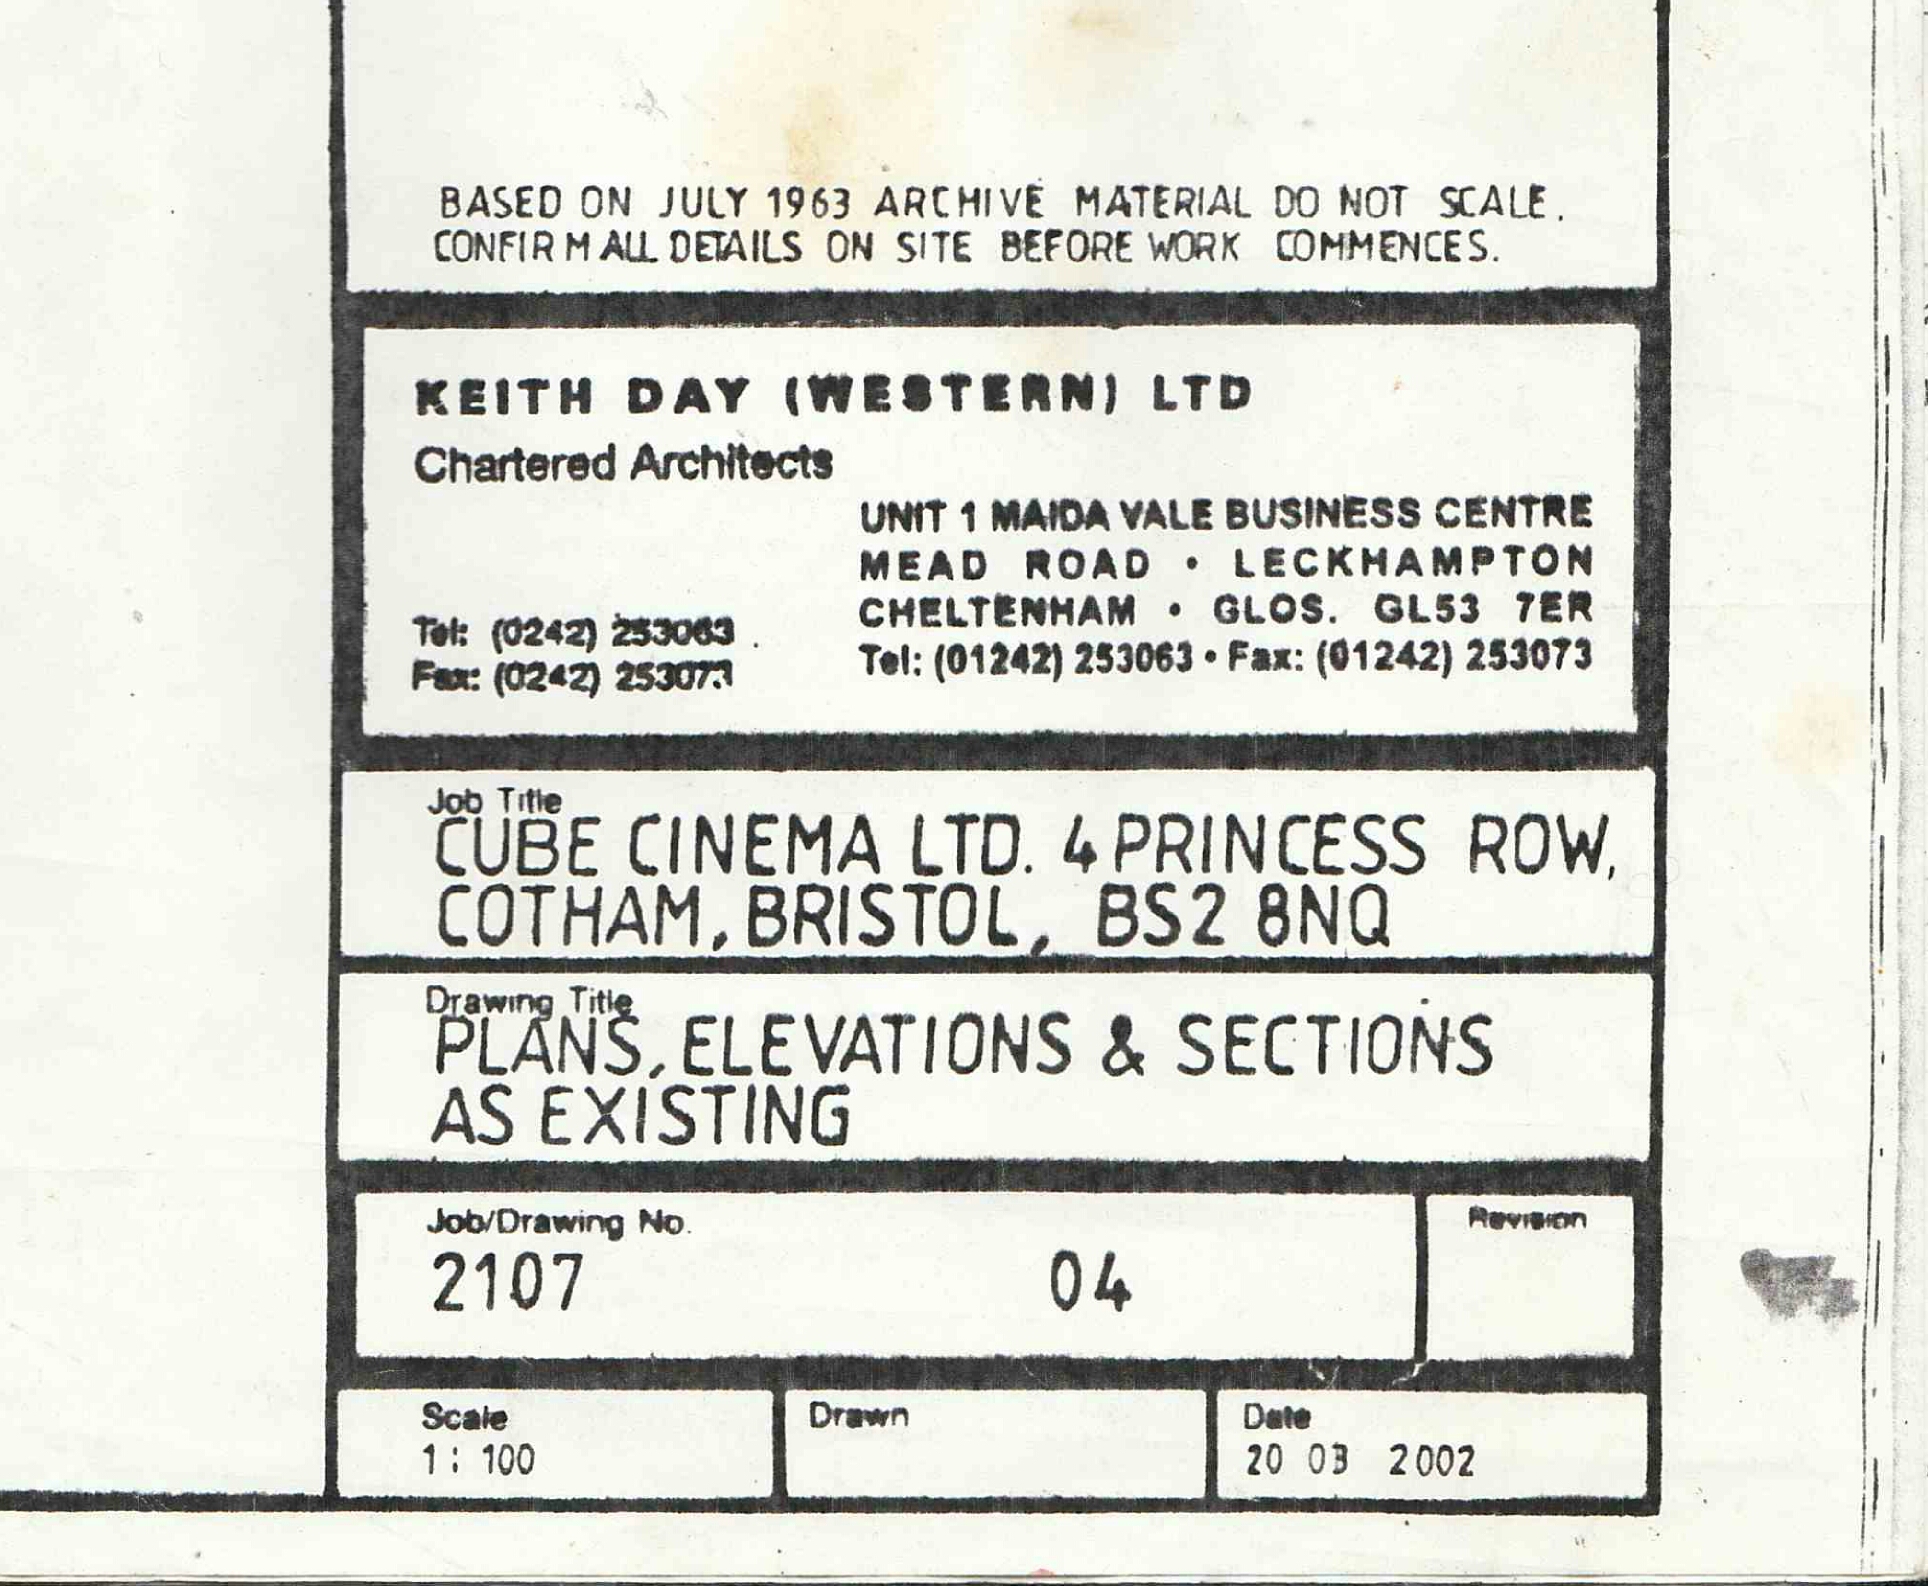 BASED ON JULY 1963 ARCHIVE MATERIAL DO NOT SCALE.
CONFIRM ALL DETAILS ON SITE BEFORE WORK COMMENCES.
KEITH DAY (WESTERN) LTD
Chartered Architects
UNIT 1 MAIDA VALE BUSINESS CENTRE
MEAD ROAD • LECKHAMPTON
CHELTENHAM • GLOS. GL53 7ER
Tel: (01242) 253063 • Fax: (01242) 253073
Tel: (0242) 253063
Fax: (0242) 253073
Job Title
CUBE CINEMA LTD. 4 PRINCESS ROW,
COTHAM, BRISTOL, BS2 8NQ
Drawing Title
PLANS, ELEVATIONS & SECTIONS
AS EXISTING
Job/Drawing No.
2107 04
Revision
Scale
1: 100
Drawn
Date
20 03 2002